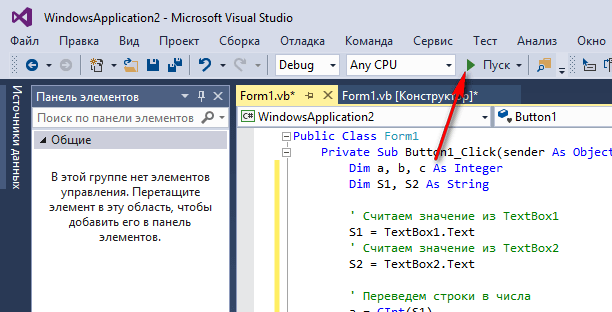 WindowsApplication2 - Microsoft Visual Studio
Файл Правка Вид Проект Сборка Отладка Команда Сервис Тест Анализ Окно
Debug Any CPU Пуск
Источники данных
Панель элементов
Поиск по панели элементов
Общие
В этой группе нет элементов
управления. Перетащите
элемент в эту область, чтобы
добавить его в панель
элементов.
Form1.vb* Form1.vb [Конструктор]*
WindowsApplication2 Button1
Public Class Form1
Private Sub Button1_Click(sender As Object
Dim a, b, c As Integer
Dim S1, S2 As String
' Считаем значение из TextBox1
S1 = TextBox1.Text
' Считаем значение из TextBox2
S2 = TextBox2.Text
' Переведем строки в числа
a = CInt(S1)